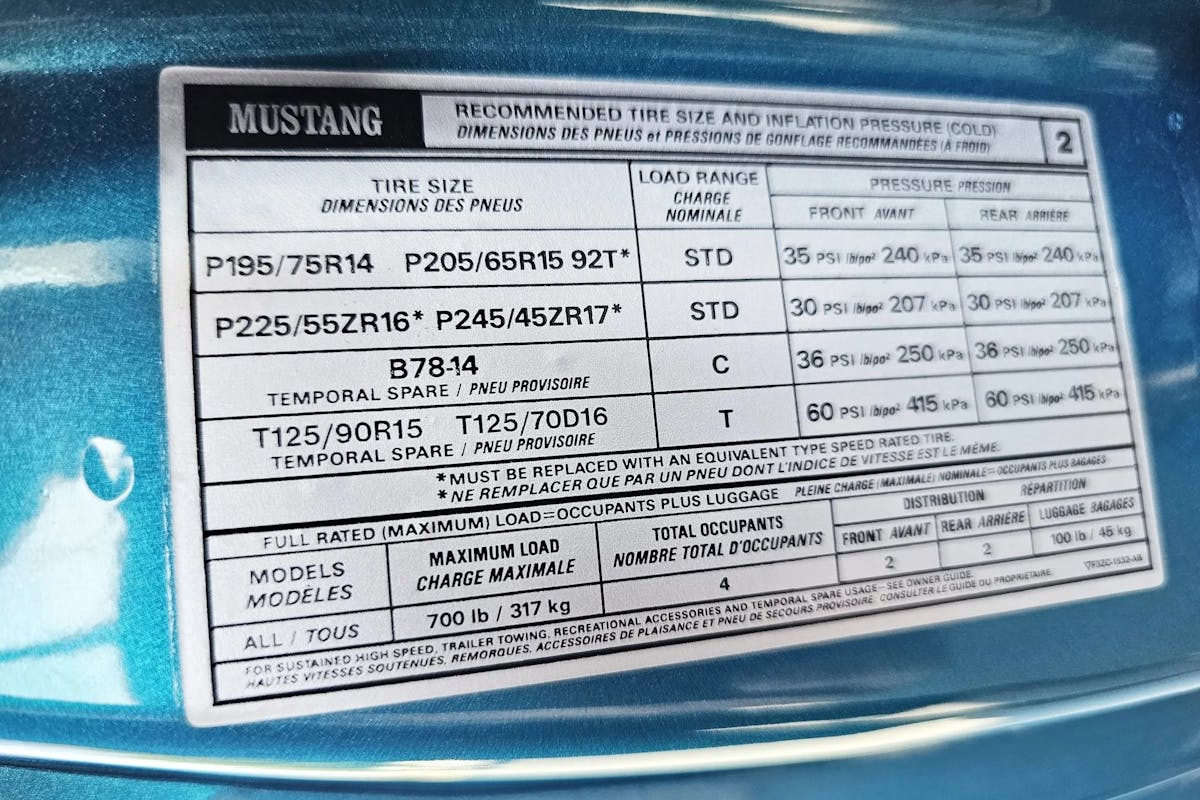 MUSTANG
RECOMMENDED TIRE SIZE AND INFLATION PRESSURE (COLD)
DIMENSIONS DES PNEUS et PRESSIONS DE GONFLAGE RECOMMANDÉES (À FROID)
2
TIRE SIZE
DIMENSIONS DES PNEUS
LOAD RANGE
CHARGE
NOMINALE
PRESSURE PRESSION
FRONT AVANT
REAR ARRIÈRE
P195/75R14 P205/65R15 92T* STD 35 PSI lb/po² 240 kPa 35 PSI lb/po² 240 kPa
P225/55ZR16* P245/45ZR17* STD 30 PSI lb/po² 207 kPa 30 PSI lb/po² 207 kPa
B78-14
TEMPORAL SPARE / PNEU PROVISOIRE
C 36 PSI lb/po² 250 kPa 36 PSI lb/po² 250 kPa
T125/90R15 T125/70D16
TEMPORAL SPARE / PNEU PROVISOIRE
T 60 PSI lb/po² 415 kPa 60 PSI lb/po² 415 kPa
*MUST BE REPLACED WITH AN EQUIVALENT TYPE SPEED RATED TIRE.
*NE REMPLACER QUE PAR UN PNEU DONT L'INDICE DE VITESSE EST LE MÊME.
FULL RATED (MAXIMUM) LOAD=OCCUPANTS PLUS LUGGAGE PLEINE CHARGE (MAXIMALE) NOMINALE=OCCUPANTS PLUS BAGAGES
MODELS
MODÈLES
MAXIMUM LOAD
CHARGE MAXIMALE
TOTAL OCCUPANTS
NOMBRE TOTAL D'OCCUPANTS
DISTRIBUTION RÉPARTITION
FRONT AVANT
REAR ARRIÈRE
LUGGAGE BAGAGES
ALL / TOUS 700 lb / 317 kg 4 2 2 100 lb / 45 kg
FOR SUSTAINED HIGH SPEED, TRAILER TOWING, RECREATIONAL ACCESSORIES AND TEMPORAL SPARE USAGE—SEE OWNER GUIDE.
HAUTES VITESSES SOUTENUES, REMORQUES, ACCESSOIRES DE PLAISANCE ET PNEU DE SECOURS PROVISOIRE. CONSULTER LE GUIDE DU PROPRIETAIRE.
F3ZC-1532-AB